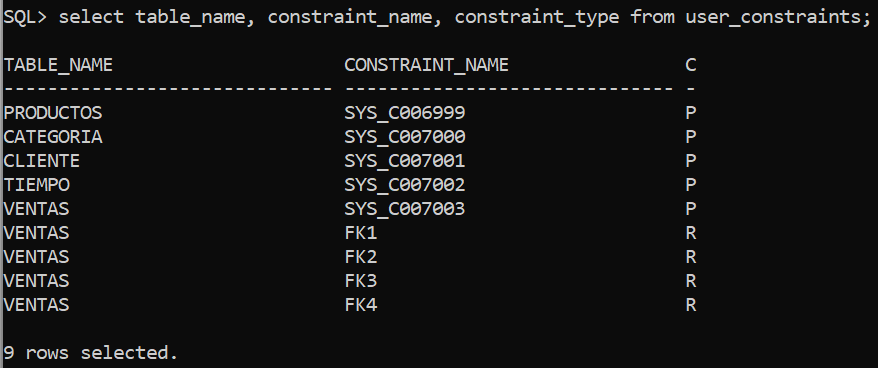 SQL> select table_name, constraint_name, constraint_type from user_constraints;
TABLE_NAME                     CONSTRAINT_NAME                C
------------------------------ ------------------------------ -
PRODUCTOS                      SYS_C006999                    P
CATEGORIA                      SYS_C007000                    P
CLIENTE                        SYS_C007001                    P
TIEMPO                         SYS_C007002                    P
VENTAS                         SYS_C007003                    P
VENTAS                         FK1                            R
VENTAS                         FK2                            R
VENTAS                         FK3                            R
VENTAS                         FK4                            R
9 rows selected.